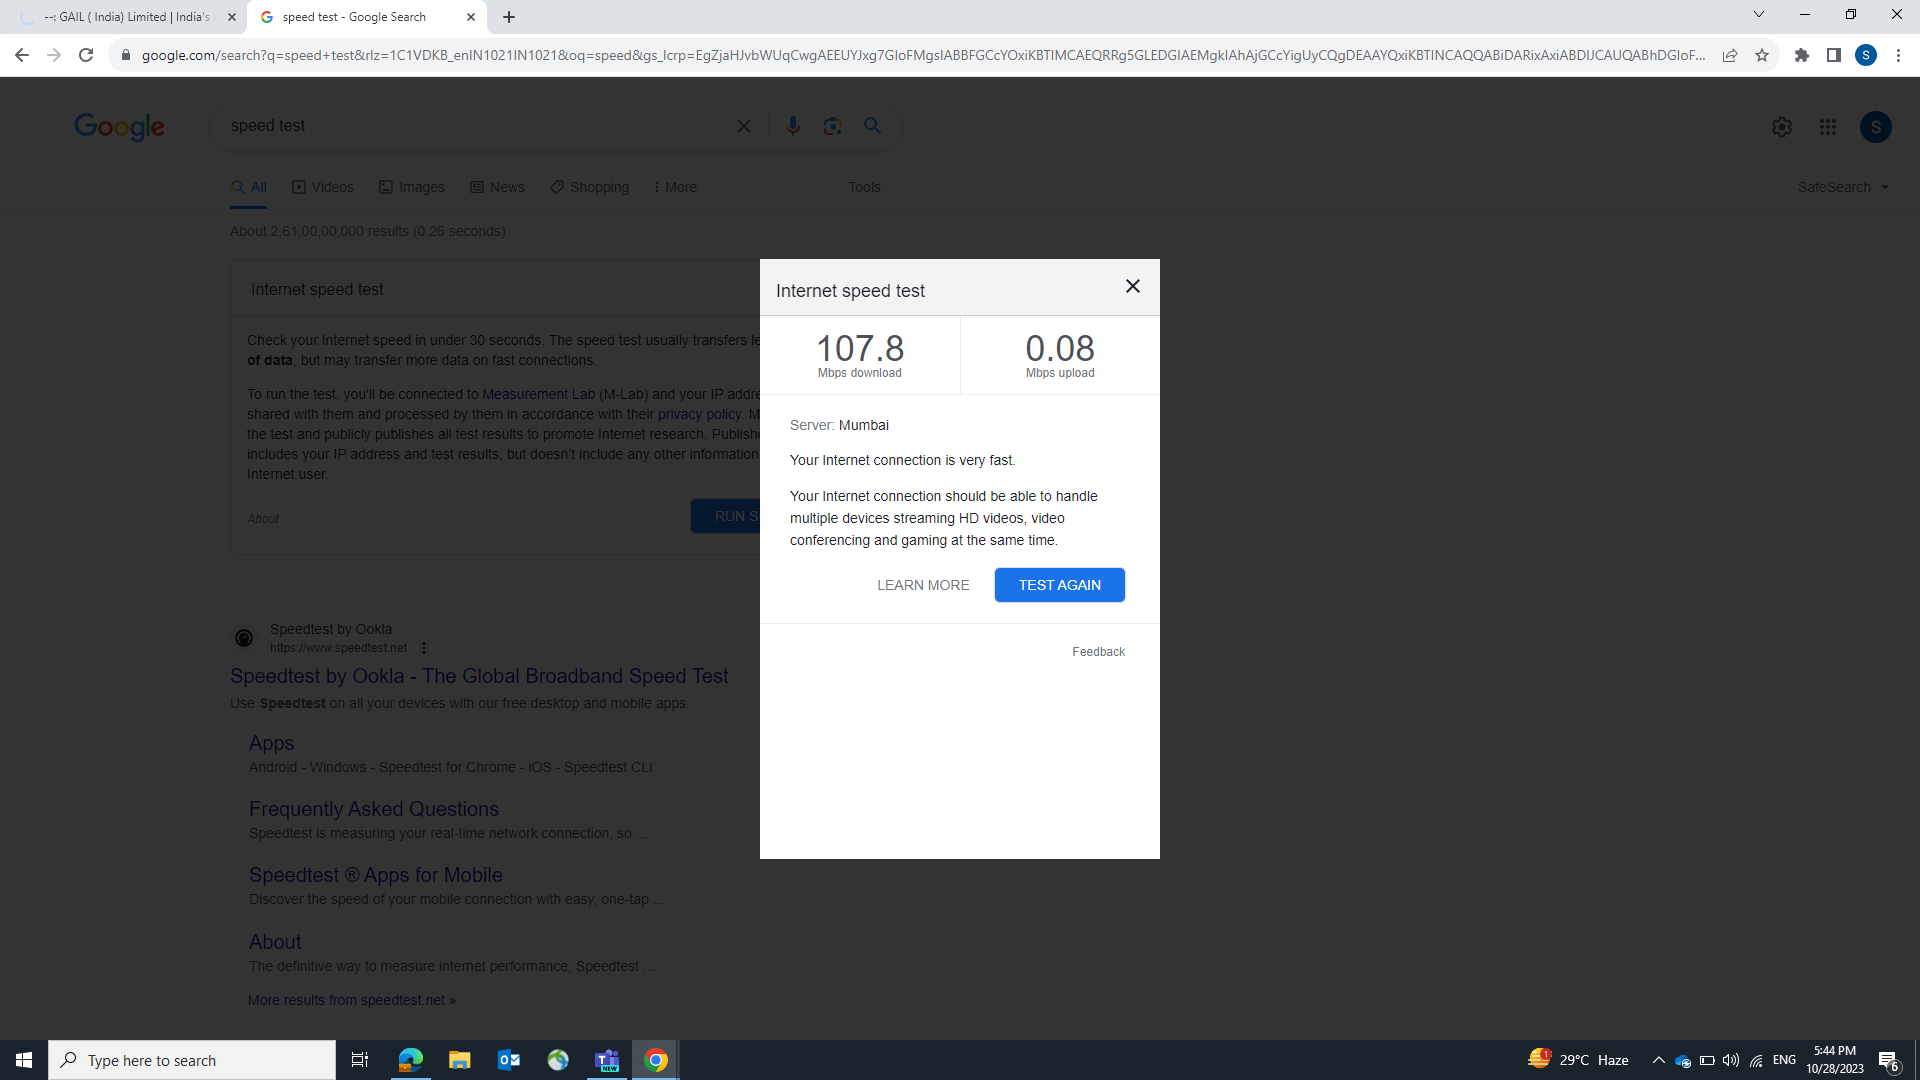 --: GAIL ( India) Limited | India's
speed test - Google Search
google.com/search?q=speed+test&rlz=1C1VDKB_enIN1021IN1021&oq=speed&gs_lcrp=
S
Google
speed test
S
All
Videos
Images
News
Shopping
More
Tools
SafeSearch
About 2,61,00,00,000 results (0.26 seconds)
Internet speed test
Check your Internet speed in under 30 seconds. The speed test usually transfers
of data, but may transfer more data on fast connections.
To run the test, you'll be connected to Measurement Lab (M-Lab) and your IP
shared with them and processed by them in accordance with their privacy policy.
the test and publicly publishes all test results to promote Internet research.
includes your IP address and test results, but doesn't include any other information
Internet user.
About
RUN
Internet speed test
107.8
Mbps download
0.08
Mbps upload
Server: Mumbai
Your Internet connection is very fast.
Your Internet connection should be able to handle
multiple devices streaming HD videos, video
conferencing and gaming at the same time.
LEARN MORE
TEST AGAIN
Feedback
Speedtest by Ookla
https://www.speedtest.net
Speedtest by Ookla - The Global Broadband Speed Test
Use Speedtest on all your devices with our free desktop and mobile apps.
Apps
Android - Windows - Speedtest for Chrome - iOS - Speedtest CLI
Frequently Asked Questions
Speedtest is measuring your real-time network connection, so ...
Speedtest ® Apps for Mobile
Discover the speed of your mobile connection with easy, one-tap ...
About
The definitive way to measure internet performance, Speedtest ...
More results from speedtest.net »
Type here to search
NEW
1
29°C Haze
ENG
5:44 PM
10/28/2023
6